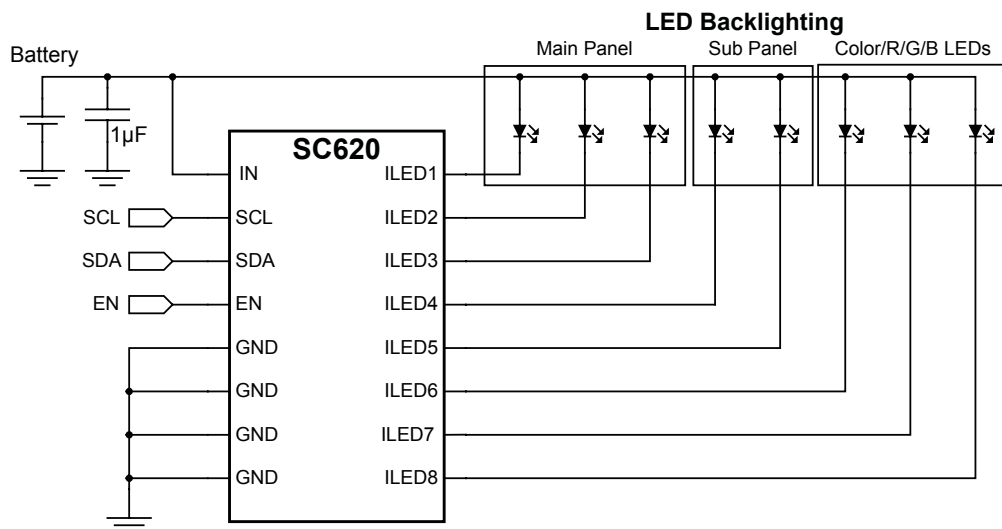 LED Backlighting
Battery
Main Panel
Sub Panel
Color/R/G/B LEDs
1µF
SC620
IN
ILED1
SCL
SCL
ILED2
SDA
SDA
ILED3
EN
EN
ILED4
GND
ILED5
GND
ILED6
GND
ILED7
GND
ILED8